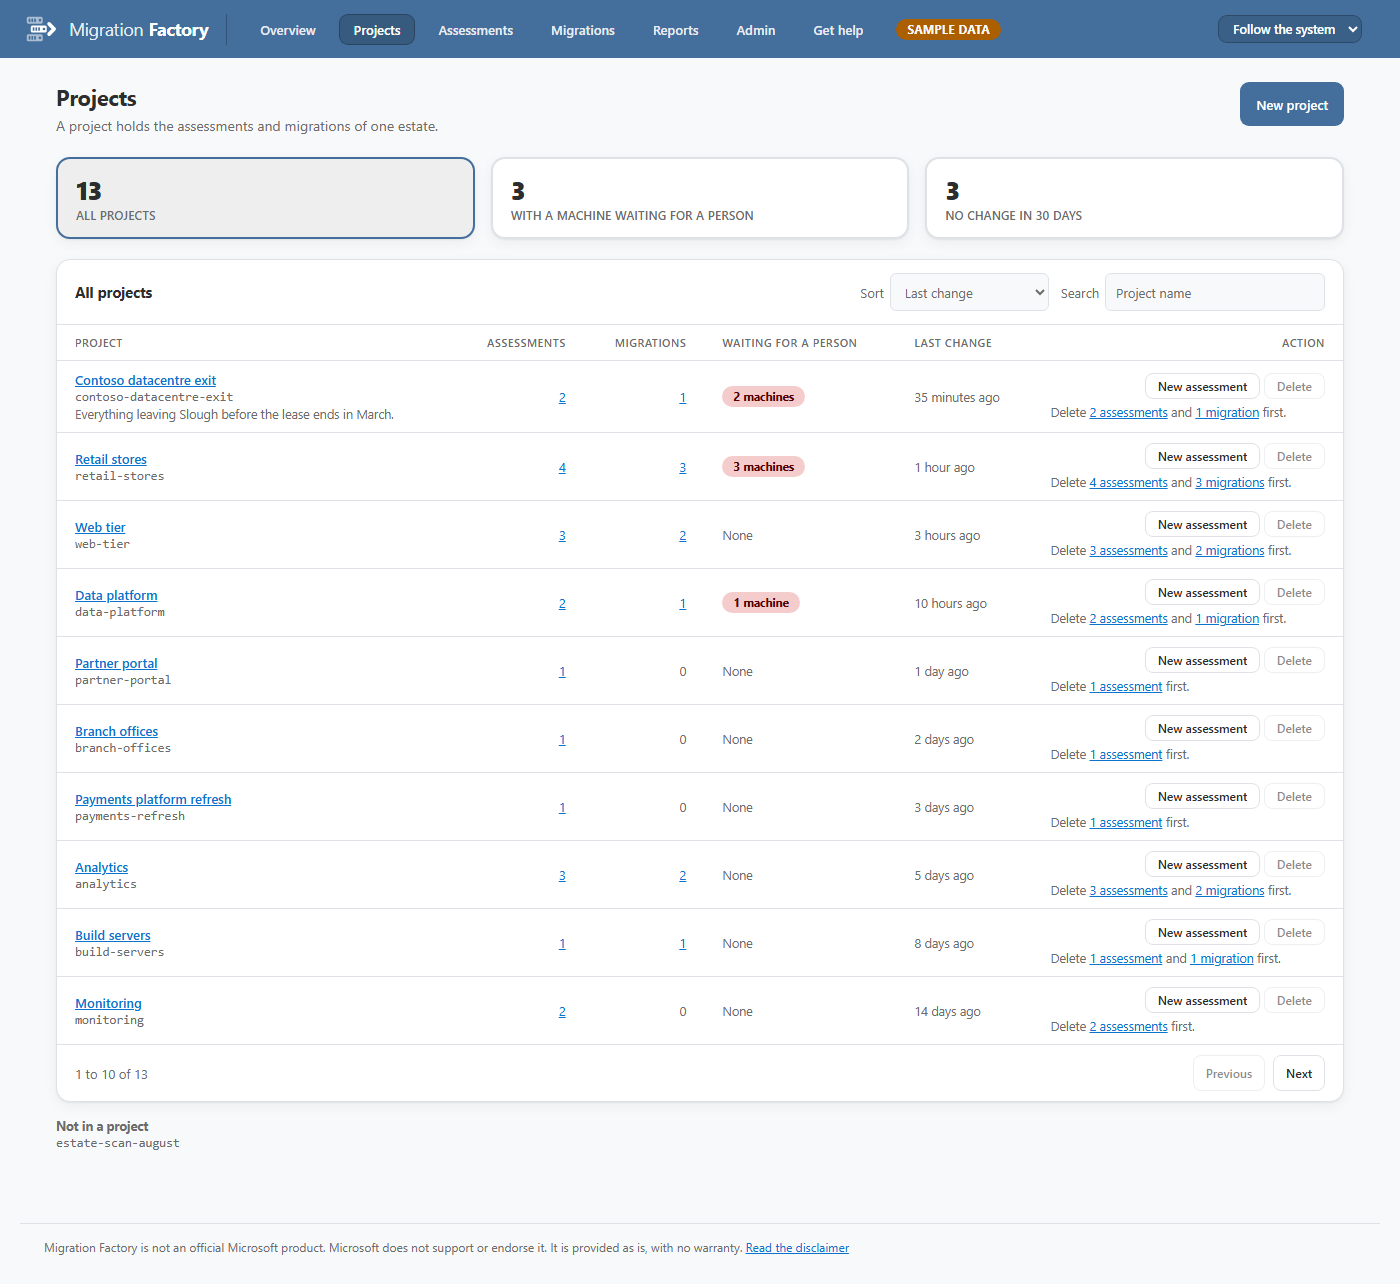 Migration Factory
Overview
Projects
Assessments
Migrations
Reports
Admin
Get help
SAMPLE DATA
Follow the system
Projects
A project holds the assessments and migrations of one estate.
New project
13
ALL PROJECTS
3
WITH A MACHINE WAITING FOR A PERSON
3
NO CHANGE IN 30 DAYS
All projects
Sort
Last change
Search
Project name
PROJECT ASSESSMENTS MIGRATIONS WAITING FOR A PERSON LAST CHANGE ACTION
Contoso datacentre exit
contoso-datacentre-exit
Everything leaving Slough before the lease ends in March.
2 1 2 machines 35 minutes ago
New assessment Delete
Delete 2 assessments and 1 migration first.
Retail stores
retail-stores
4 3 3 machines 1 hour ago
New assessment Delete
Delete 4 assessments and 3 migrations first.
Web tier
web-tier
3 2 None 3 hours ago
New assessment Delete
Delete 3 assessments and 2 migrations first.
Data platform
data-platform
2 1 1 machine 10 hours ago
New assessment Delete
Delete 2 assessments and 1 migration first.
Partner portal
partner-portal
1 0 None 1 day ago
New assessment Delete
Delete 1 assessment first.
Branch offices
branch-offices
1 0 None 2 days ago
New assessment Delete
Delete 1 assessment first.
Payments platform refresh
payments-refresh
1 0 None 3 days ago
New assessment Delete
Delete 1 assessment first.
Analytics
analytics
3 2 None 5 days ago
New assessment Delete
Delete 3 assessments and 2 migrations first.
Build servers
build-servers
1 1 None 8 days ago
New assessment Delete
Delete 1 assessment and 1 migration first.
Monitoring
monitoring
2 0 None 14 days ago
New assessment Delete
Delete 2 assessments first.
1 to 10 of 13
Previous
Next
Not in a project
estate-scan-august
Migration Factory is not an official Microsoft product. Microsoft does not support or endorse it. It is provided as is, with no warranty. Read the disclaimer